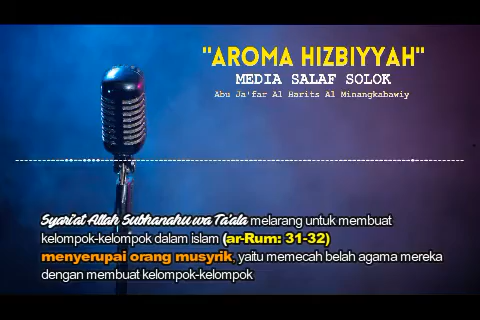 "AROMA HIZBIYYAH"
MEDIA SALAF SOLOK
Abu Ja'far Al Harits Al Minangkabawiy
Syari'at Allah Subhanahu wa Ta'ala melarang untuk membuat
kelompok-kelompok dalam islam (ar-Rum: 31-32)
menyerupai orang musyrik, yaitu memecah belah agama mereka
dengan membuat kelompok-kelompok